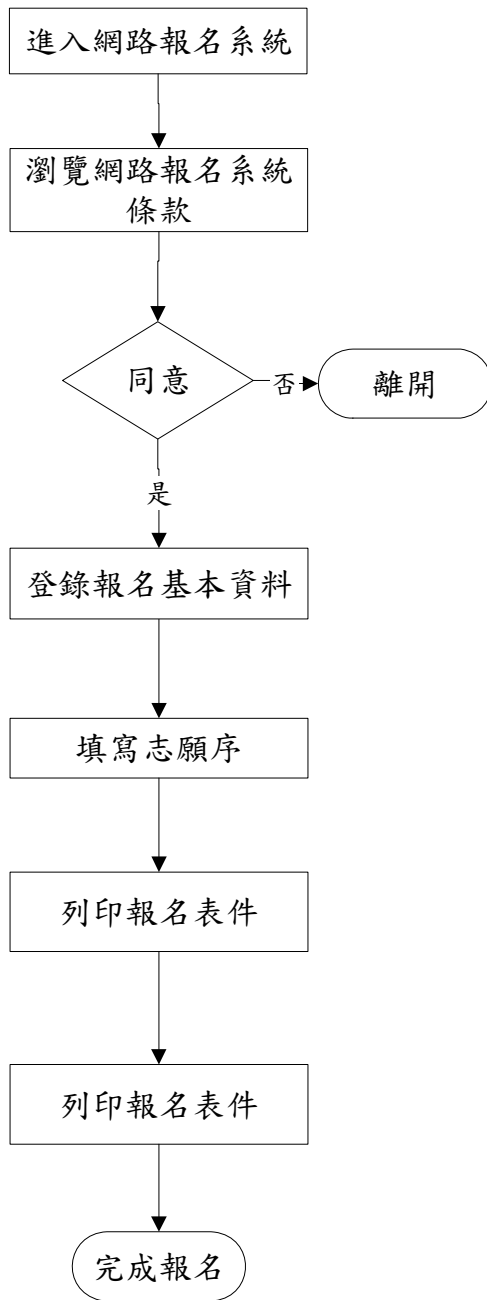 進入網路報名系統
瀏覽網路報名系統
條款
同意
否
離開
是
登錄報名基本資料
填寫志願序
列印報名表件
列印報名表件
完成報名